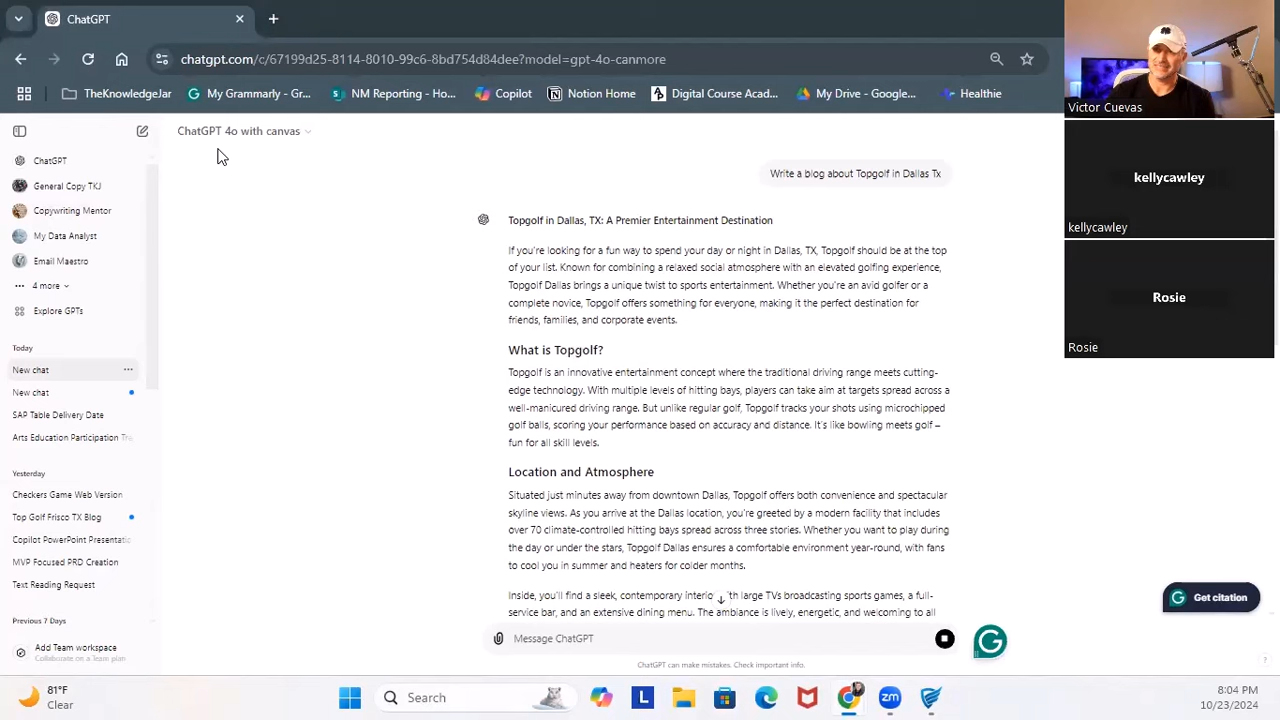 ChatGPT
chatgpt.com/c/67199d25-8114-8010-99c6-8bd754d84dee?model=gpt-4o-canmore
TheKnowledgeJar
My Grammarly - Gr...
NM Reporting - Ho...
Copilot
Notion Home
Digital Course Acad...
My Drive - Google...
Healthie
Victor Cuevas
kellycawley
kellycawley
Rosie
Rosie
ChatGPT 4o with canvas
ChatGPT
General Copy TKJ
Copywriting Mentor
My Data Analyst
Email Maestro
4 more
Explore GPTs
Today
New chat
New chat
SAP Table Delivery Date
Arts Education Participation Tre
Yesterday
Checkers Game Web Version
Top Golf Frisco TX Blog
Copilot PowerPoint Presentatio
MVP Focused PRD Creation
Text Reading Request
Previous 7 Days
Add Team workspace
Collaborate on a Team plan
Write a blog about Topgolf in Dallas Tx
Topgolf in Dallas, TX: A Premier Entertainment Destination
If you're looking for a fun way to spend your day or night in Dallas, TX, Topgolf should be at the top
of your list. Known for combining a relaxed social atmosphere with an elevated golfing experience,
Topgolf Dallas brings a unique twist to sports entertainment. Whether you're an avid golfer or a
complete novice, Topgolf offers something for everyone, making it the perfect destination for
friends, families, and corporate events.
What is Topgolf?
Topgolf is an innovative entertainment concept where the traditional driving range meets cutting-
edge technology. With multiple levels of hitting bays, players can take aim at targets spread across a
well-manicured driving range. But unlike regular golf, Topgolf tracks your shots using microchipped
golf balls, scoring your performance based on accuracy and distance. It's like bowling meets golf –
fun for all skill levels.
Location and Atmosphere
Situated just minutes away from downtown Dallas, Topgolf offers both convenience and spectacular
skyline views. As you arrive at the Dallas location, you're greeted by a modern facility that includes
over 70 climate-controlled hitting bays spread across three stories. Whether you want to play during
the day or under the stars, Topgolf Dallas ensures a comfortable environment year-round, with fans
to cool you in summer and heaters for colder months.
Inside, you'll find a sleek, contemporary interio th large TVs broadcasting sports games, a full-
service bar, and an extensive dining menu. The ambiance is lively, energetic, and welcoming to all
Get citation
Message ChatGPT
ChatGPT can make mistakes. Check important info.
?
81°F
Clear
Search
L
zm
8:04 PM
10/23/2024